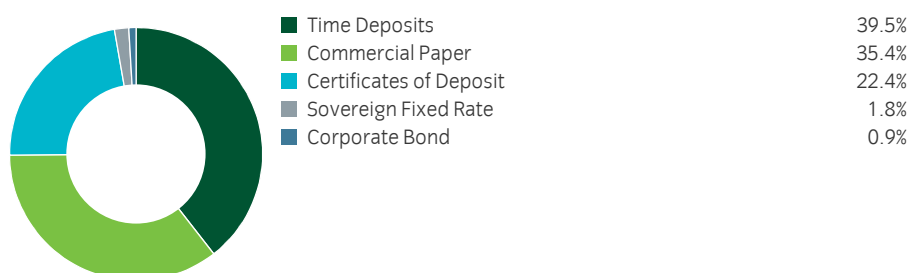 Time Deposits 39.5%
Commercial Paper 35.4%
Certificates of Deposit 22.4%
Sovereign Fixed Rate 1.8%
Corporate Bond 0.9%